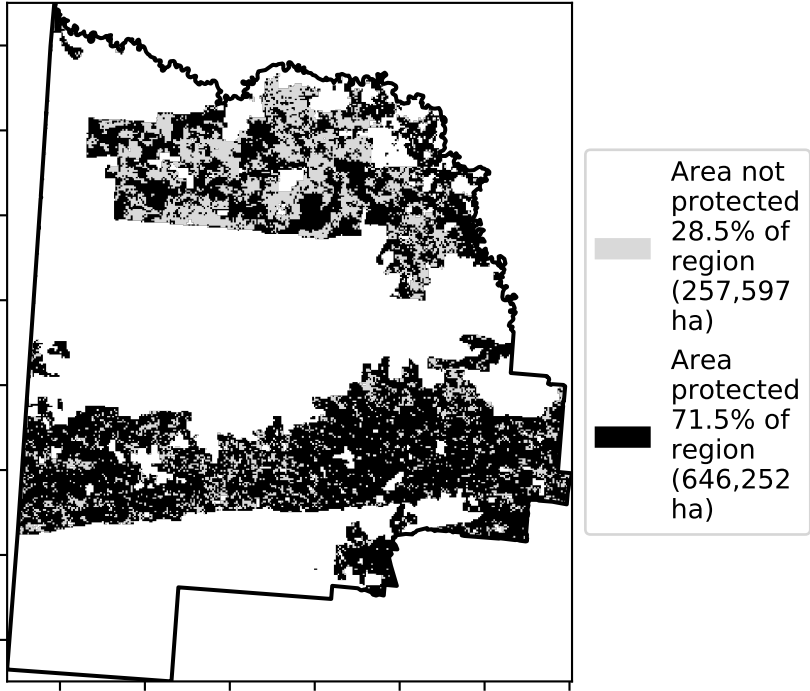 Area not
protected
28.5% of
region
(257,597
ha)
Area
protected
71.5% of
region
(646,252
ha)